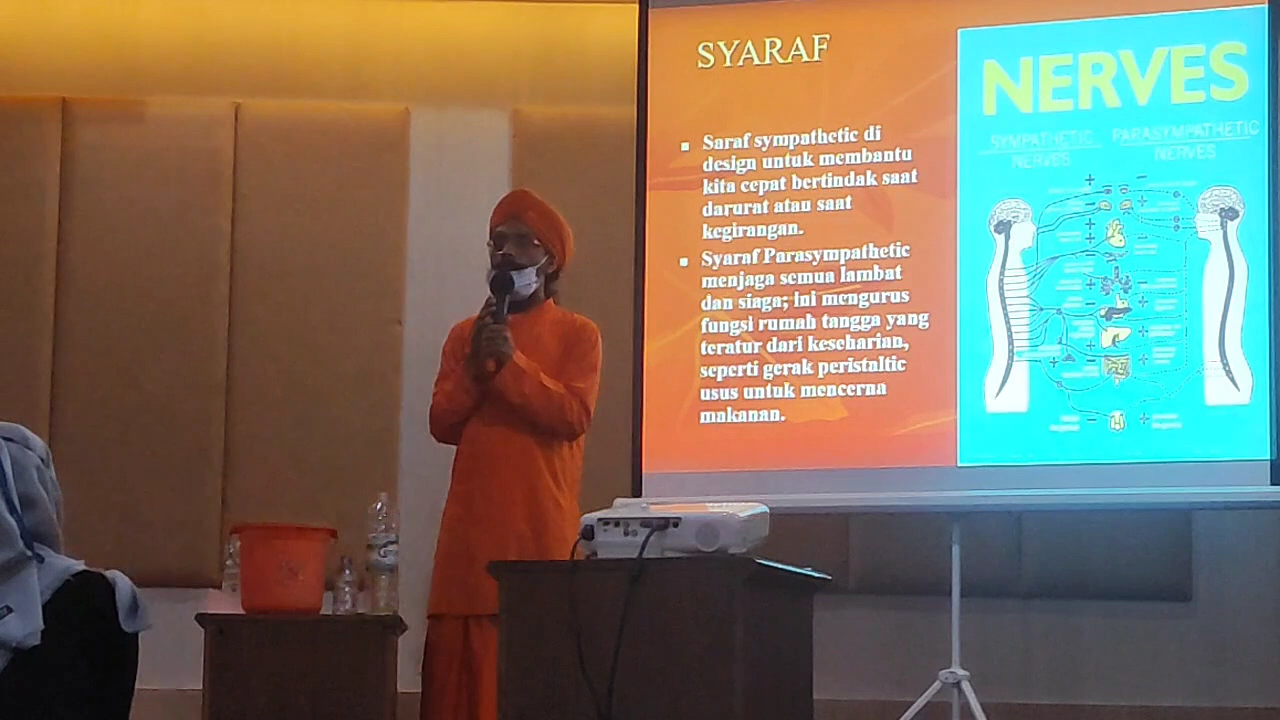 SYARAF
Saraf sympathetic di
design untuk membantu
kita cepat bertindak saat
darurat atau saat
kegirangan.
Syaraf Parasympathetic
menjaga semua lambat
dan siaga; ini mengurus
fungsi rumah tangga yang
teratur dari keseharian,
seperti gerak peristaltic
usus untuk mencerna
makanan.
NERVES
SYMPATHETIC
NERVES
PARASYMPATHETIC
NERVES